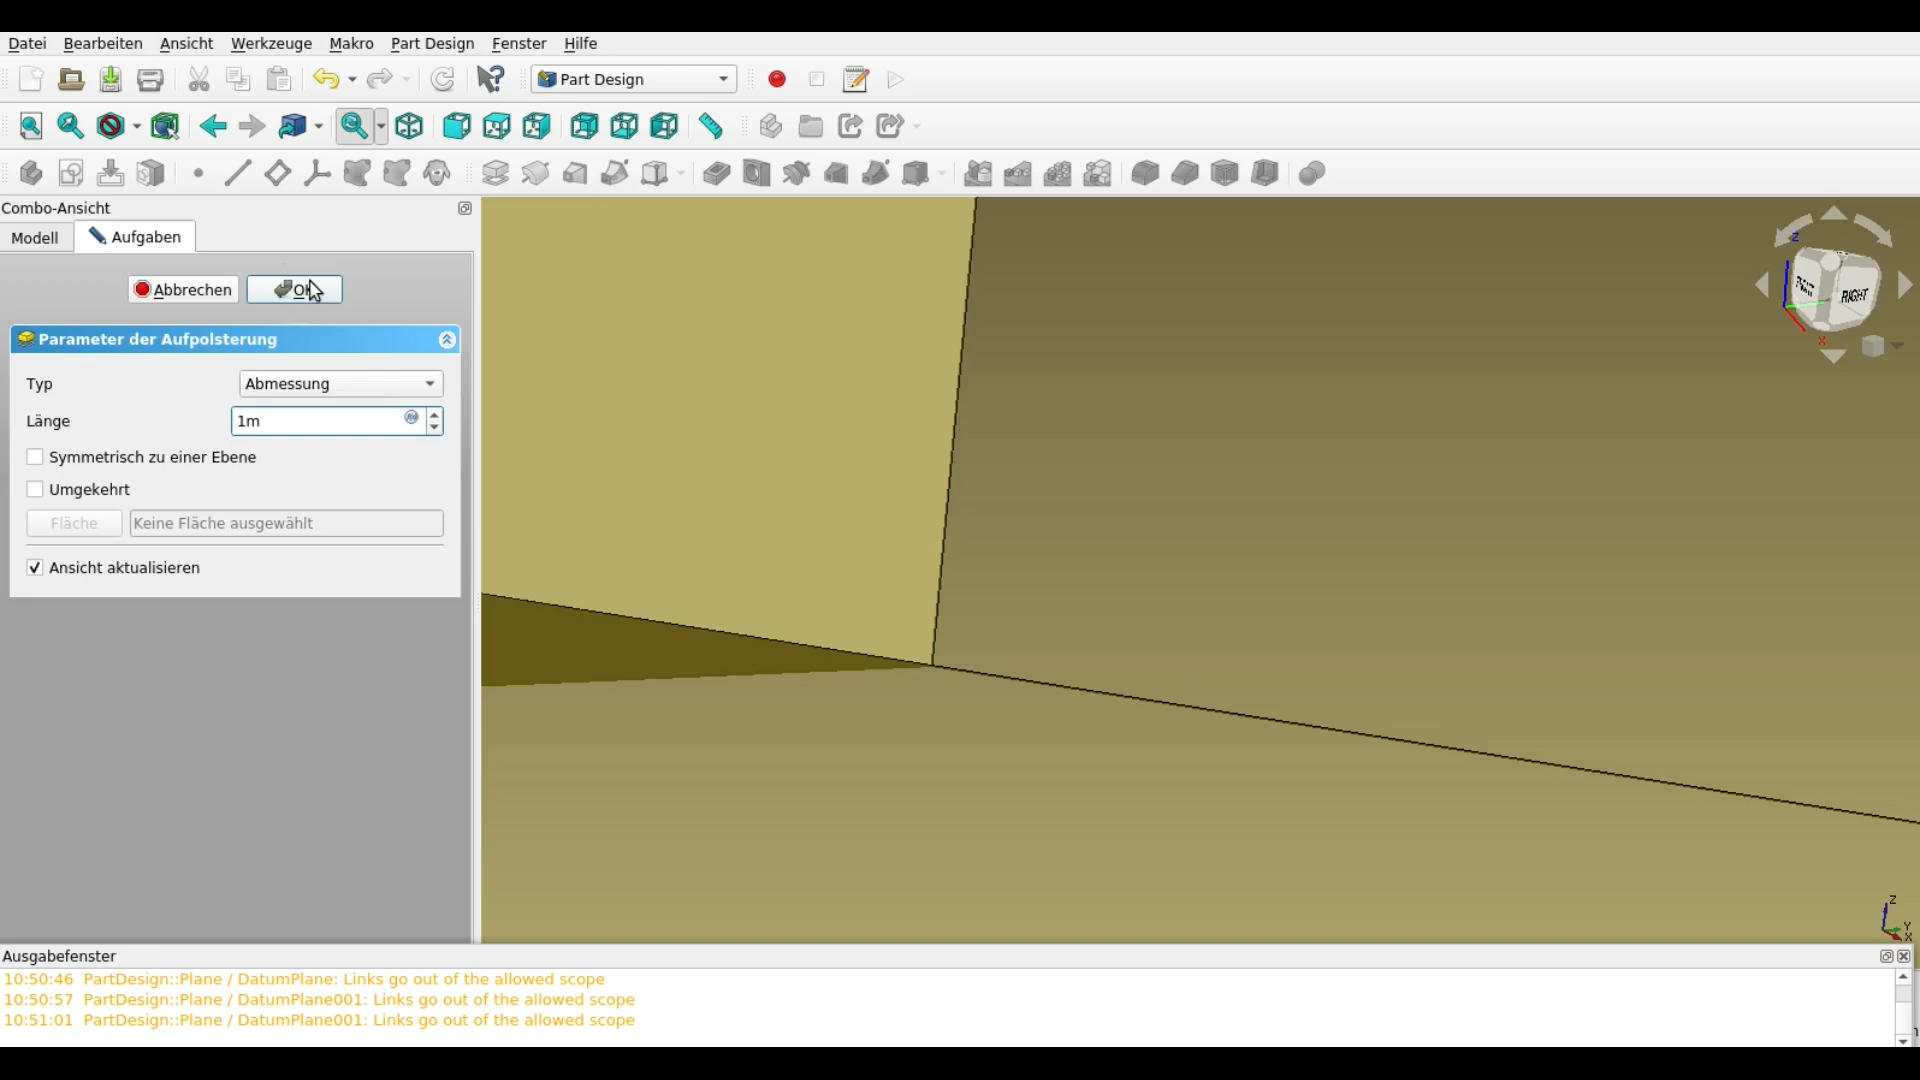 Datei Bearbeiten Ansicht Werkzeuge Makro Part Design Fenster Hilfe
Part Design
Combo-Ansicht
Modell Aufgaben
Abbrechen OK
Parameter der Aufpolsterung
Typ Abmessung
Länge 1m
Symmetrisch zu einer Ebene
Umgekehrt
Fläche Keine Fläche ausgewählt
Ansicht aktualisieren
Z
RIGHT
X
Z
Y
X
Ausgabefenster
10:50:46 PartDesign::Plane / DatumPlane: Links go out of the allowed scope
10:50:57 PartDesign::Plane / DatumPlane001: Links go out of the allowed scope
10:51:01 PartDesign::Plane / DatumPlane001: Links go out of the allowed scope